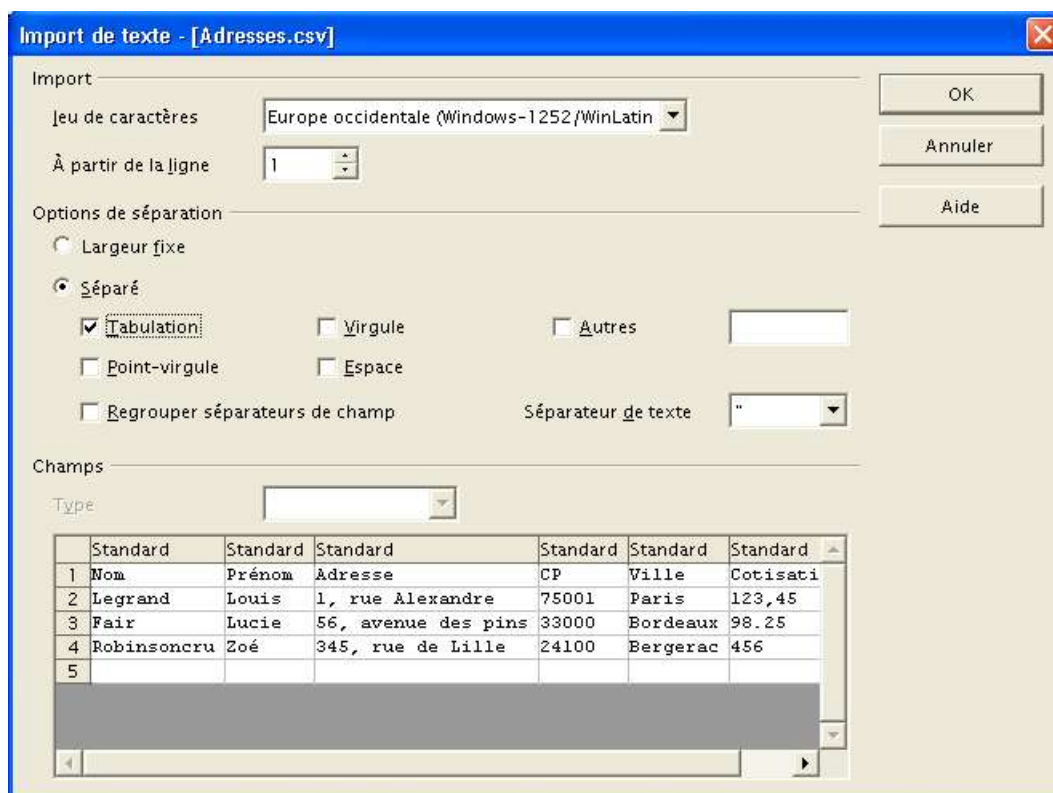 Import de texte - [Adresses.csv]
Import
Jeu de caractères
Europe occidentale (Windows-1252/WinLatin
OK
À partir de la ligne
1
Annuler
Options de séparation
Aide
Largeur fixe
Séparé
Tabulation
Virgule
Autres
Point-virgule
Espace
Regrouper séparateurs de champ
Séparateur de texte
"
Champs
Type
Standard Standard Standard Standard Standard Standard
1 Nom Prénom Adresse CP Ville Cotisati
2 Legrand Louis 1, rue Alexandre 75001 Paris 123,45
3 Fair Lucie 56, avenue des pins 33000 Bordeaux 98.25
4 Robinsoncru Zoé 345, rue de Lille 24100 Bergerac 456
5